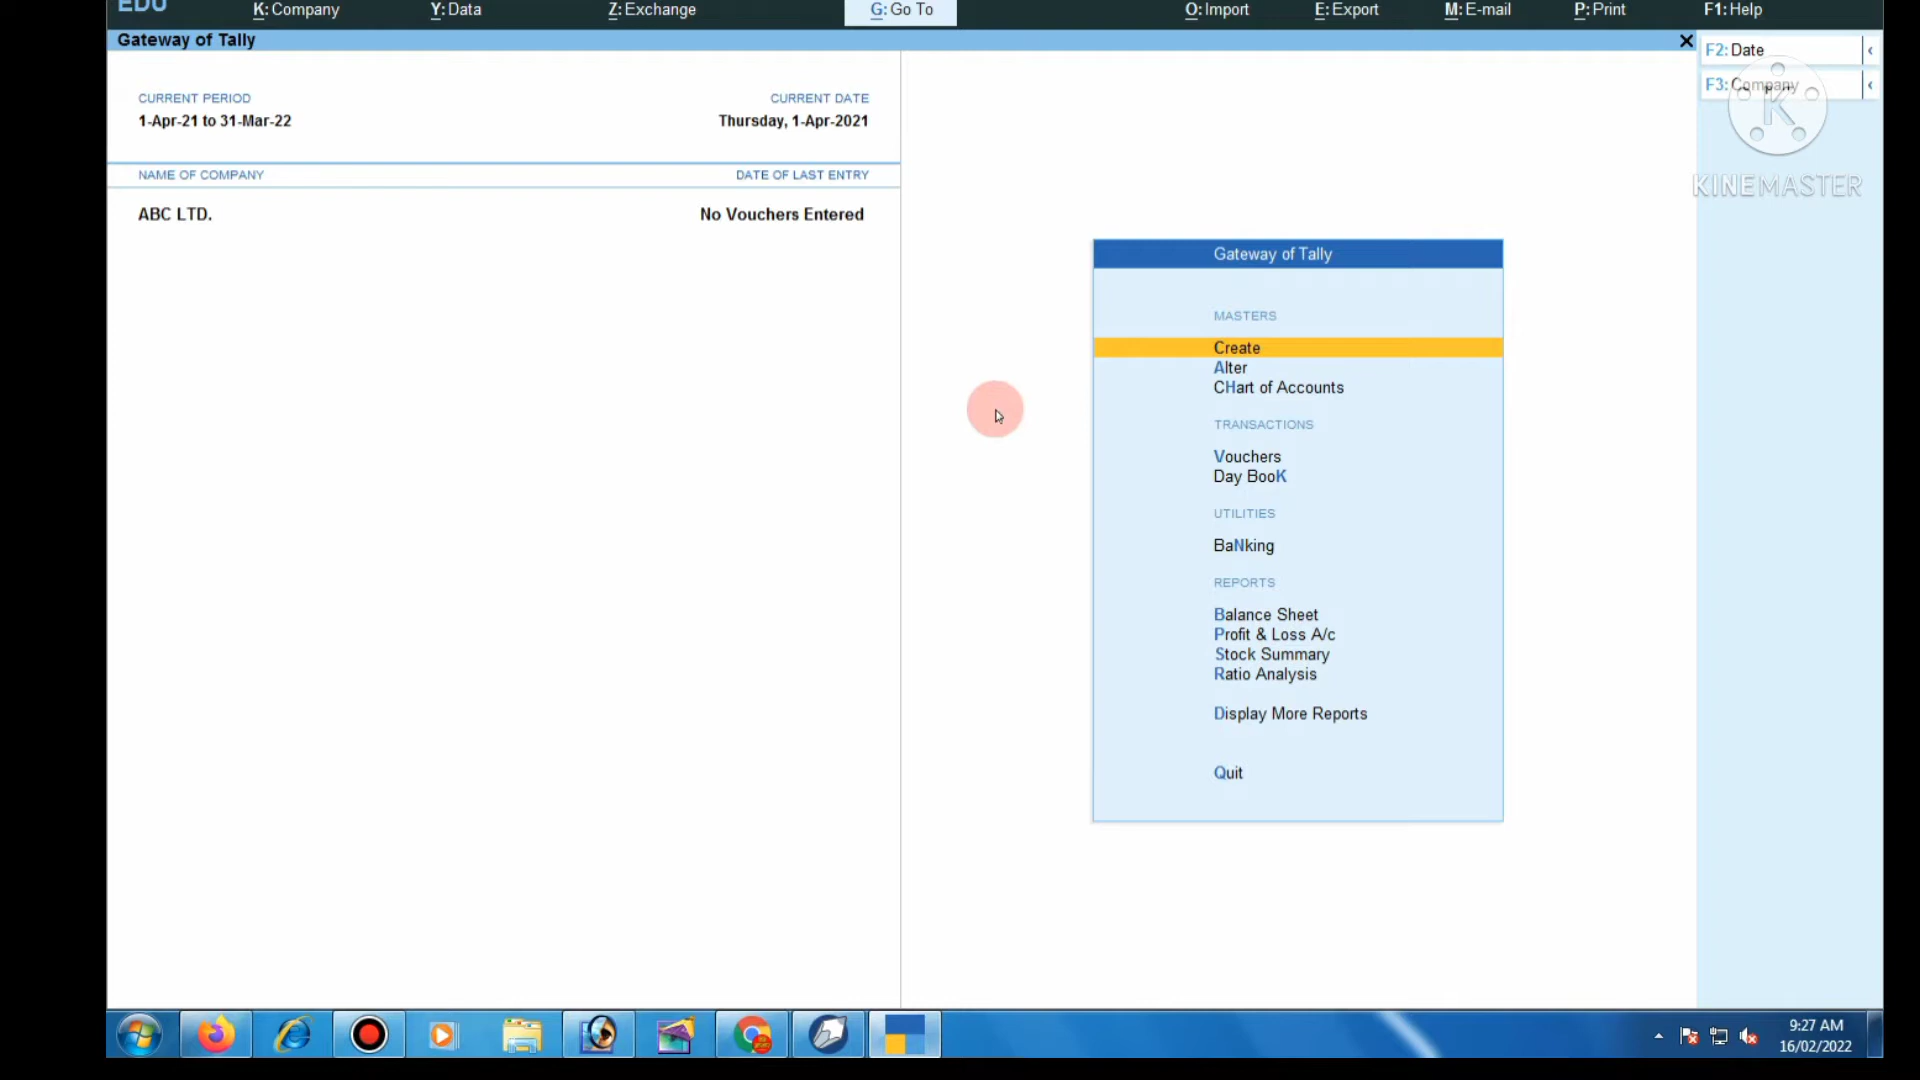 EDU
K: Company
Y: Data
Z: Exchange
G: Go To
O: Import
E: Export
M: E-mail
P: Print
F1: Help
Gateway of Tally
F2: Date
F3: Company
CURRENT PERIOD
CURRENT DATE
1-Apr-21 to 31-Mar-22
Thursday, 1-Apr-2021
NAME OF COMPANY
DATE OF LAST ENTRY
ABC LTD.
No Vouchers Entered
K
KINEMASTER
Gateway of Tally
MASTERS
Create
Alter
CHart of Accounts
TRANSACTIONS
Vouchers
Day BooK
UTILITIES
BaNking
REPORTS
Balance Sheet
Profit & Loss A/c
Stock Summary
Ratio Analysis
Display More Reports
Quit
9:27 AM
16/02/2022